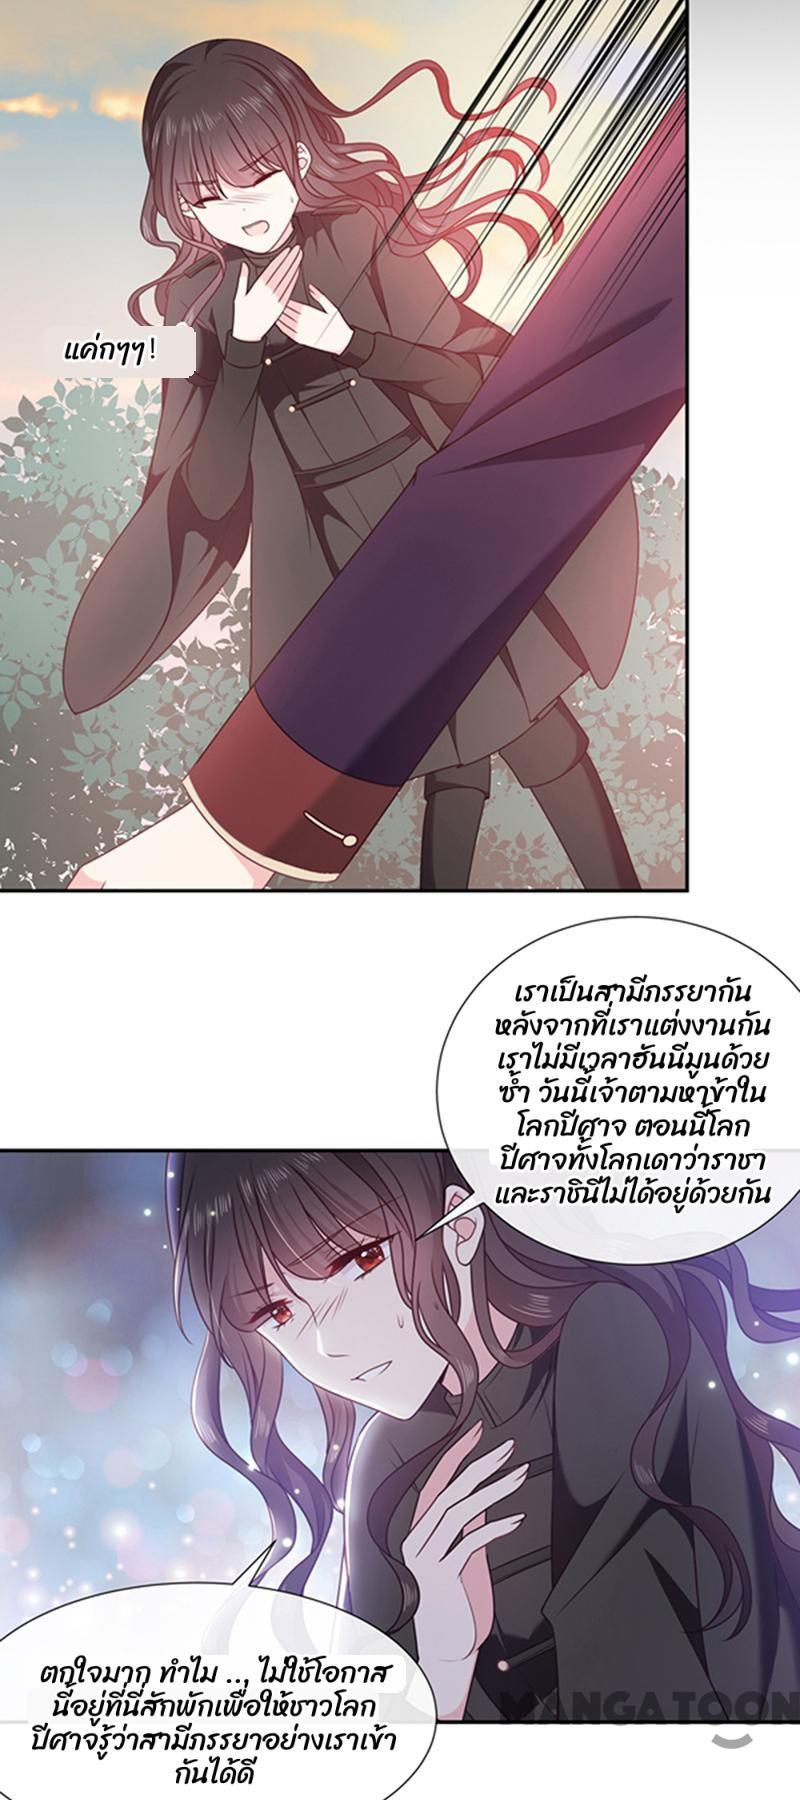 แค่กๆๆ!
เราเป็นสามีภรรยากัน
หลังจากที่เราแต่งงานกัน
เราไม่มีเวลาฮันนีมูนด้วย
ซ้ำ วันนี้เจ้าตามหาข้าใน
โลกปีศาจ ตอนนี้โลก
ปีศาจทั้งโลกเดาว่าราชา
และราชินีไม่ได้อยู่ด้วยกัน
ตกใจมาก ทำไม ... ไม่ใช้โอกาส
นี้อยู่ที่นี่สักพักเพื่อให้ชาวโลก
ปีศาจรู้ว่าสามีภรรยาอย่างเราเข้า
กันได้ดี
MANGATOON